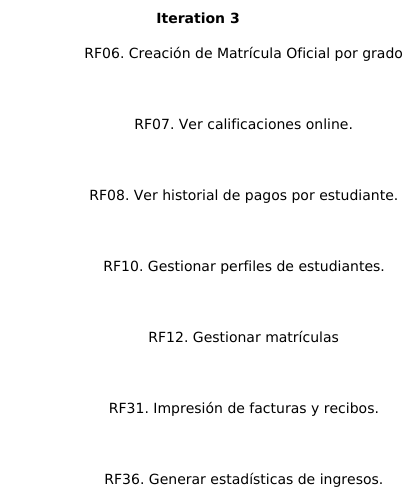 Iteration 3
RF06. Creación de Matrícula Oficial por grado
RF07. Ver calificaciones online.
RF08. Ver historial de pagos por estudiante.
RF10. Gestionar perfiles de estudiantes.
RF12. Gestionar matrículas
RF31. Impresión de facturas y recibos.
RF36. Generar estadísticas de ingresos.